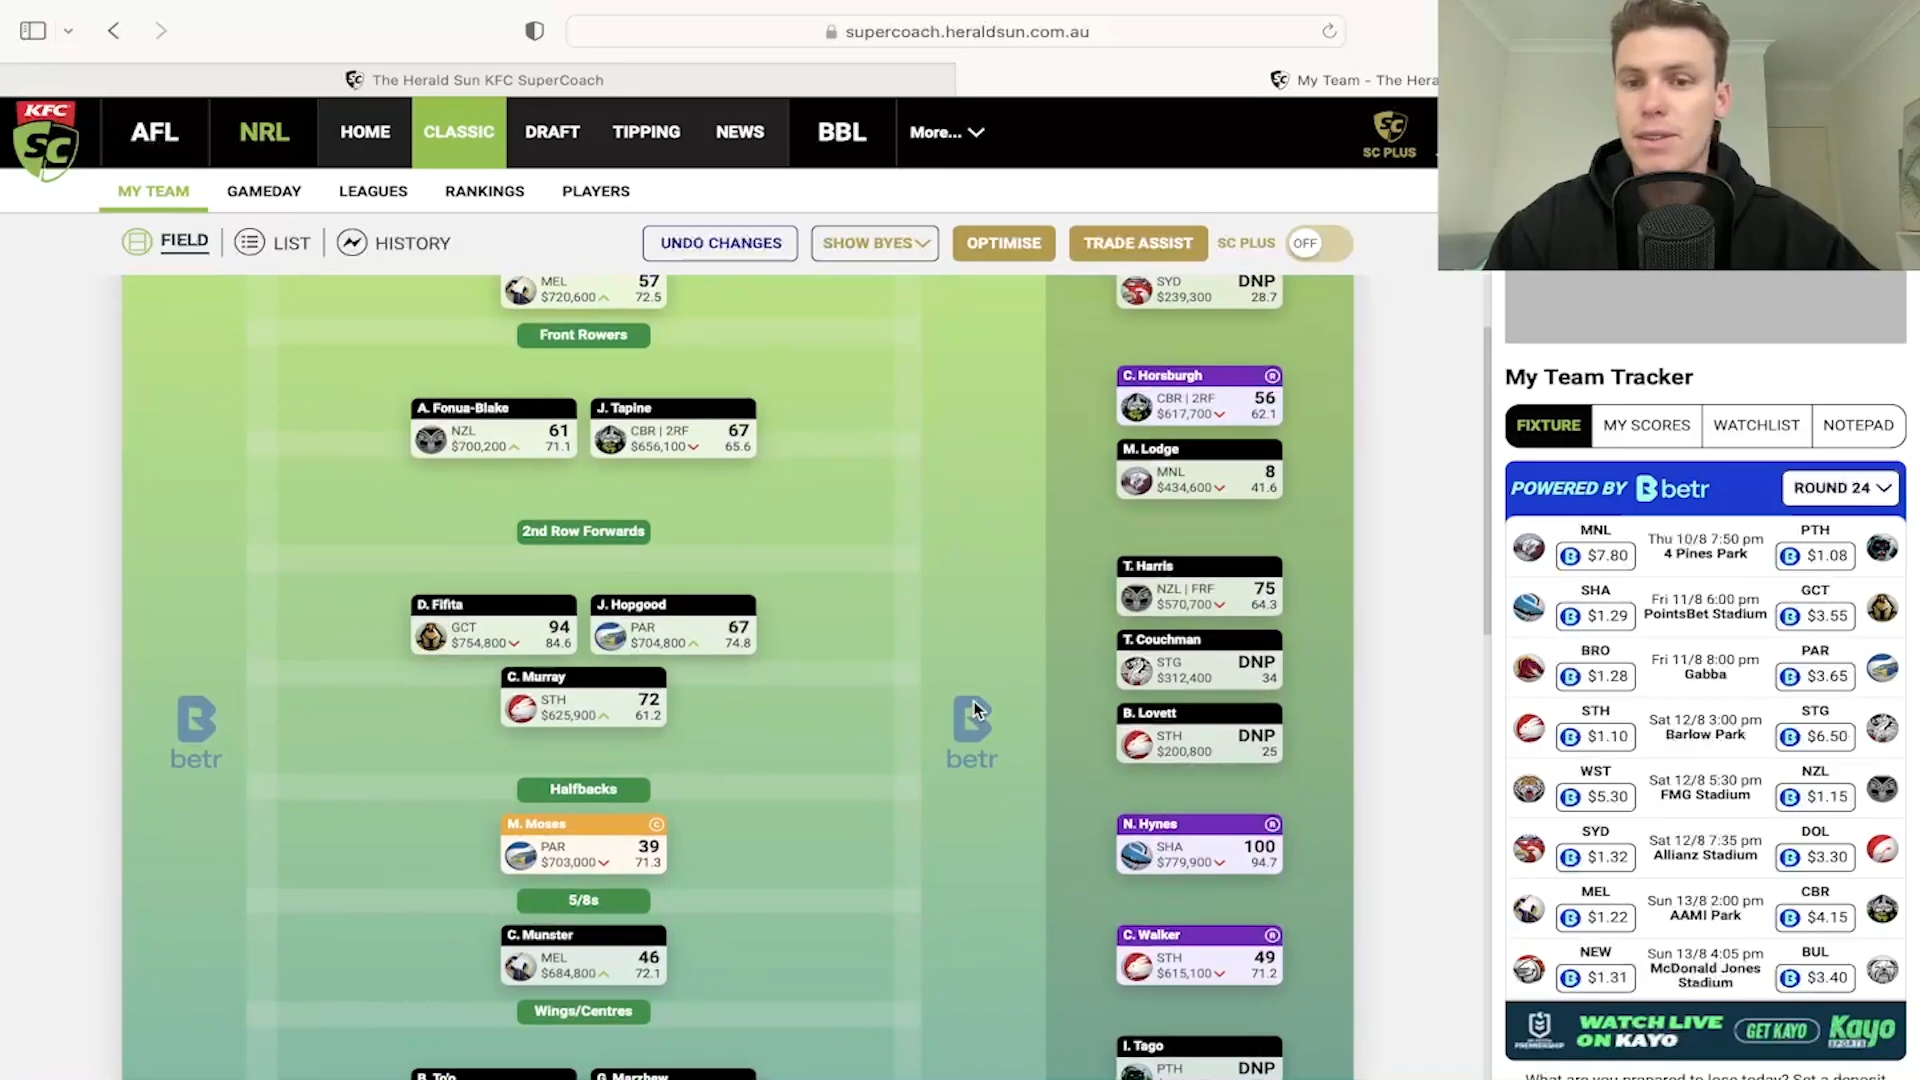 supercoach.heraldsun.com.au
The Herald Sun KFC SuperCoach
My Team - The Hera
KFC
SC
AFL
NRL
HOME
CLASSIC
DRAFT
TIPPING
NEWS
BBL
More...
SC
SC PLUS
MY TEAM
GAMEDAY
LEAGUES
RANKINGS
PLAYERS
FIELD
LIST
HISTORY
UNDO CHANGES
SHOW BYES
OPTIMISE
TRADE ASSIST
SC PLUS
OFF
MEL 57
$720,600 72.5
SYD DNP
$239,300 28.7
Front Rowers
A. Fonua-Blake
NZL 61
$700,200 71.1
J. Tapine
CBR | 2RF 67
$656,100 65.6
C. Horsburgh R
CBR | 2RF 56
$617,700 62.1
M. Lodge
MNL 8
$434,600 41.6
2nd Row Forwards
D. Fifita
GCT 94
$754,800 84.6
J. Hopgood
PAR 67
$704,800 74.8
C. Murray
STH 72
$625,900 61.2
T. Harris
NZL | FRF 75
$570,700 64.3
T. Couchman
STG DNP
$312,400 34
B. Lovett
STH DNP
$200,800 25
betr
betr
Halfbacks
M. Moses C
PAR 39
$703,000 71.3
N. Hynes R
SHA 100
$779,900 94.7
5/8s
C. Munster
MEL 46
$684,800 72.1
C. Walker R
STH 49
$615,100 71.2
Wings/Centres
B. To'o
G. Marzhew
I. Tago
PTH DNP
My Team Tracker
FIXTURE
MY SCORES
WATCHLIST
NOTEPAD
POWERED BY betr
ROUND 24
MNL $7.80 Thu 10/8 7:50 pm 4 Pines Park PTH $1.08
SHA $1.29 Fri 11/8 6:00 pm PointsBet Stadium GCT $3.55
BRO $1.28 Fri 11/8 8:00 pm Gabba PAR $3.65
STH $1.10 Sat 12/8 3:00 pm Barlow Park STG $6.50
WST $5.30 Sat 12/8 5:30 pm FMG Stadium NZL $1.15
SYD $1.32 Sat 12/8 7:35 pm Allianz Stadium DOL $3.30
MEL $1.22 Sun 13/8 2:00 pm AAMI Park CBR $4.15
NEW $1.31 Sun 13/8 4:05 pm McDonald Jones Stadium BUL $3.40
WATCH LIVE
ON KAYO
GET KAYO
Kayo
SPORTS
What are you prepared to lose today? Set a deposit